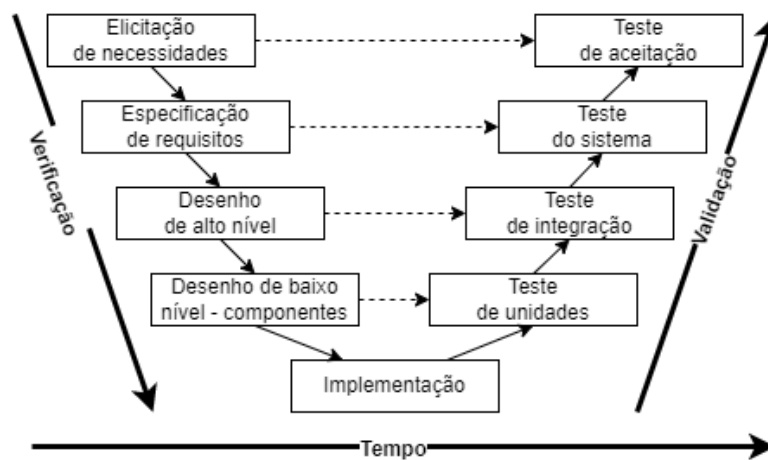 Elicitação
de necessidades
Teste
de aceitação
Especificação
de requisitos
Teste
do sistema
Verificação
Validação
Desenho
de alto nível
Teste
de integração
Desenho de baixo
nível - componentes
Teste
de unidades
Implementação
Tempo